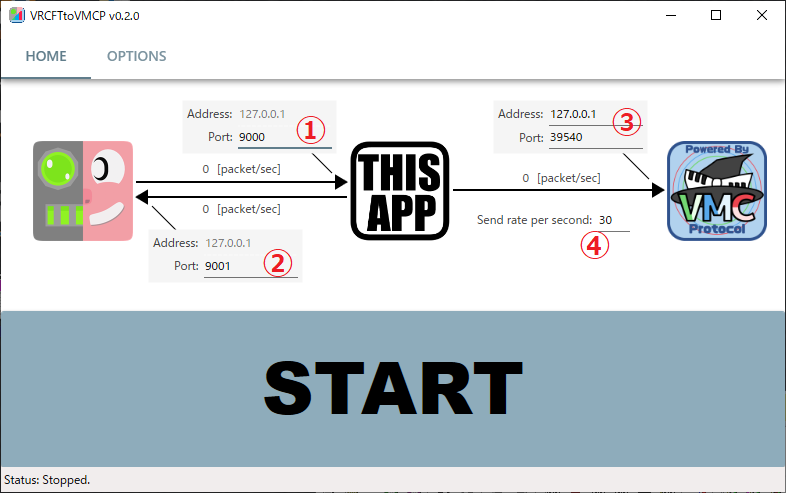 VRCFTtoVMCP v0.2.0
HOME OPTIONS
Address: 127.0.0.1
Port: 9000
①
Address: 127.0.0.1
Port: 39540
③
0 [packet/sec]
0 [packet/sec]
THIS
APP
0 [packet/sec]
Powered By
VMC
Protocol
Send rate per second: 30
④
Address: 127.0.0.1
Port: 9001
②
START
Status: Stopped.